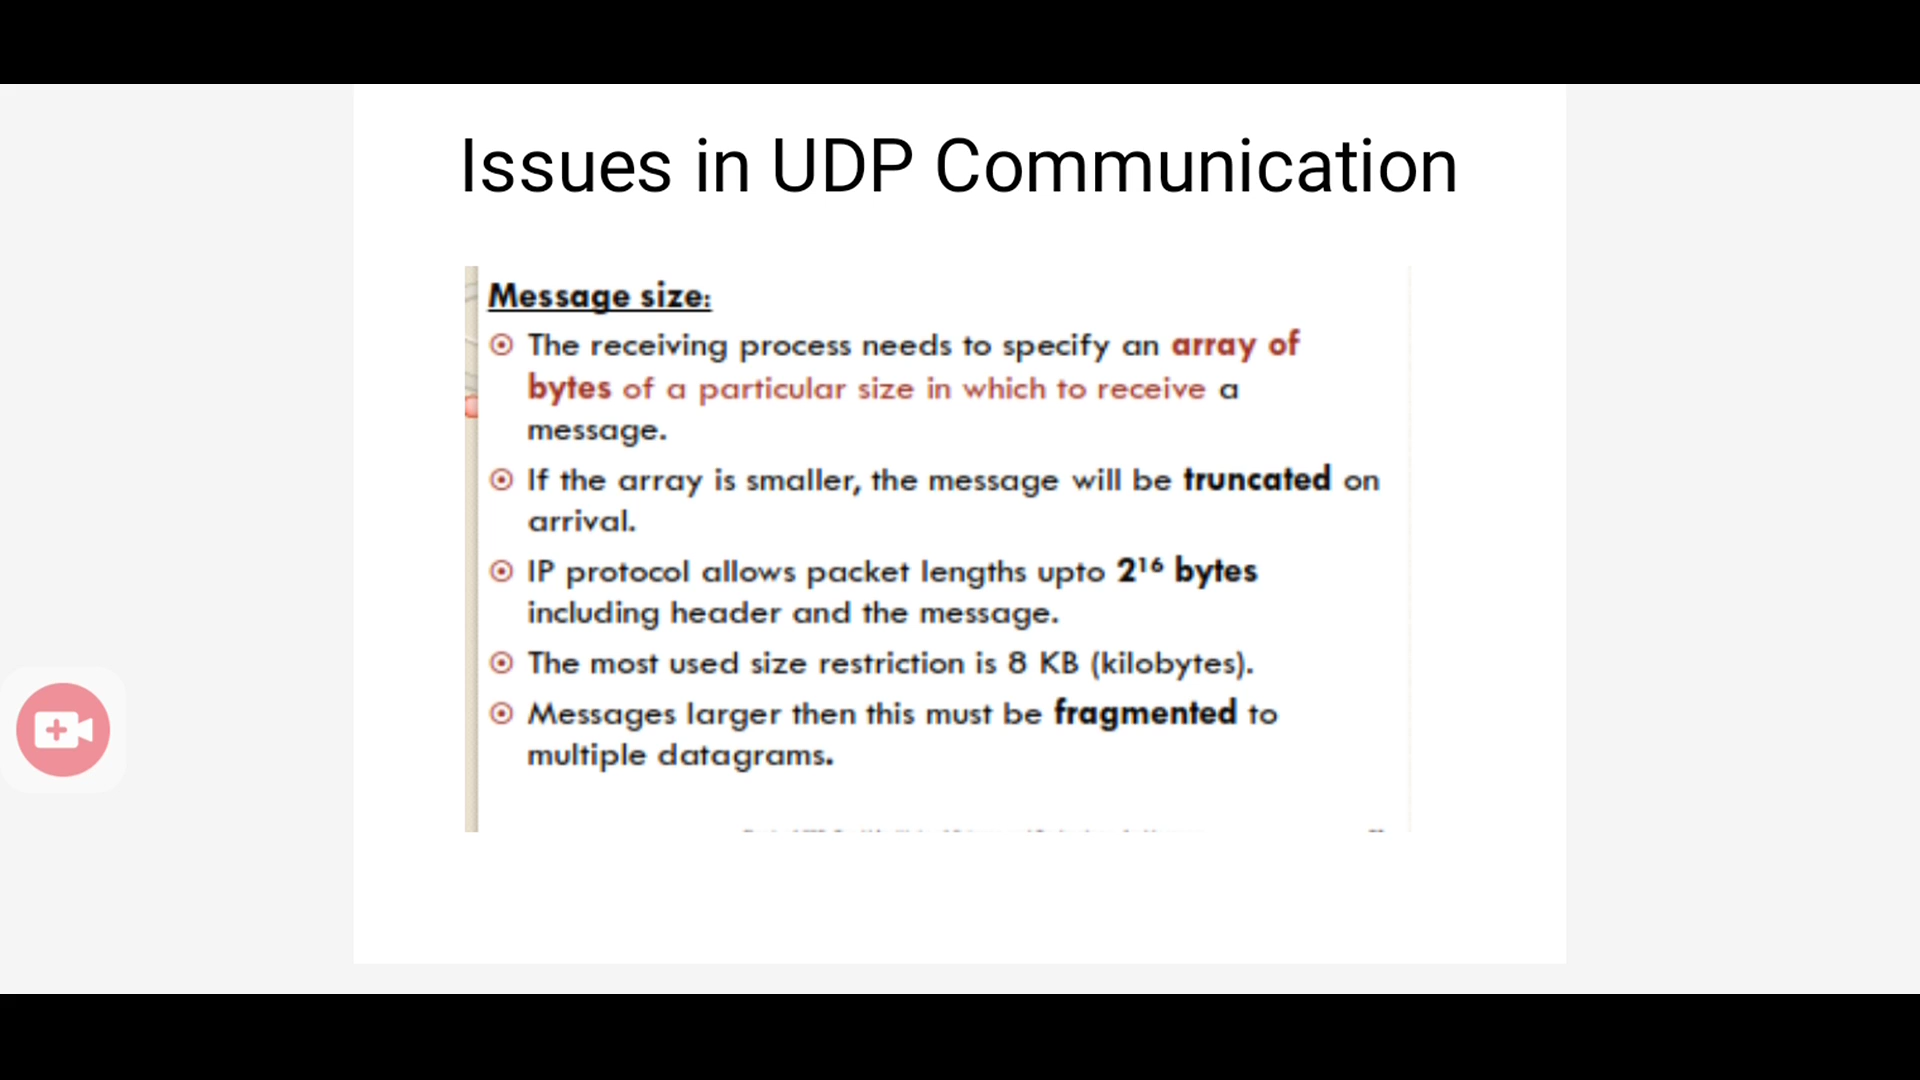 Issues in UDP Communication
Message size:
The receiving process needs to specify an array of
bytes of a particular size in which to receive a
message.
If the array is smaller, the message will be truncated on
arrival.
IP protocol allows packet lengths upto 2¹⁶ bytes
including header and the message.
The most used size restriction is 8 KB (kilobytes).
Messages larger then this must be fragmented to
multiple datagrams.